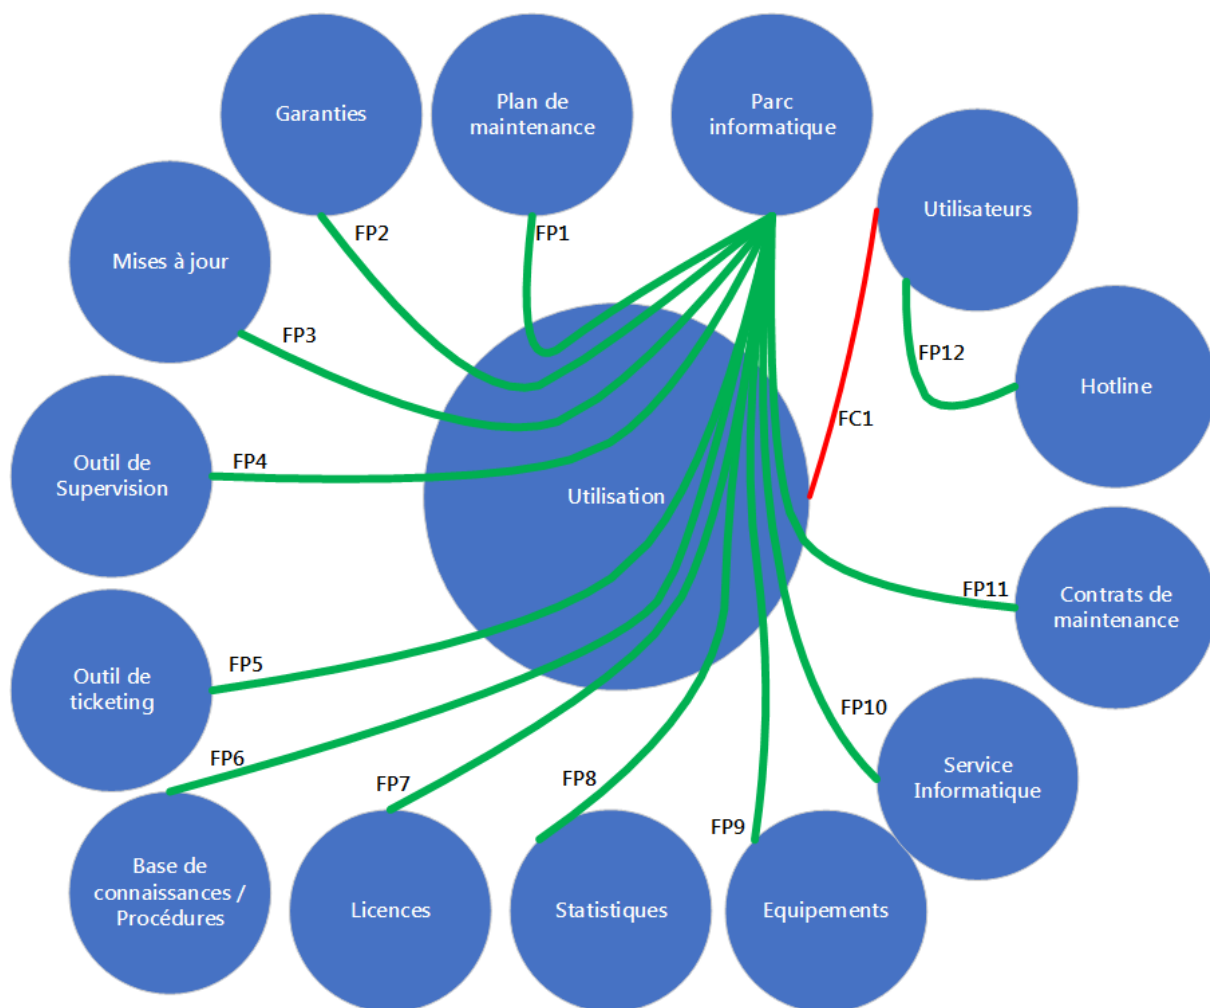 Garanties
Plan de
maintenance
Parc
informatique
Utilisateurs
Mises à jour
FP2
FP1
FP3
FP12
Hotline
FC1
Outil de
Supervision
FP4
Utilisation
FP11
Contrats de
maintenance
Outil de
ticketing
FP5
FP6
FP7
FP8
FP9
FP10
Service
Informatique
Base de
connaissances /
Procédures
Licences
Statistiques
Equipements